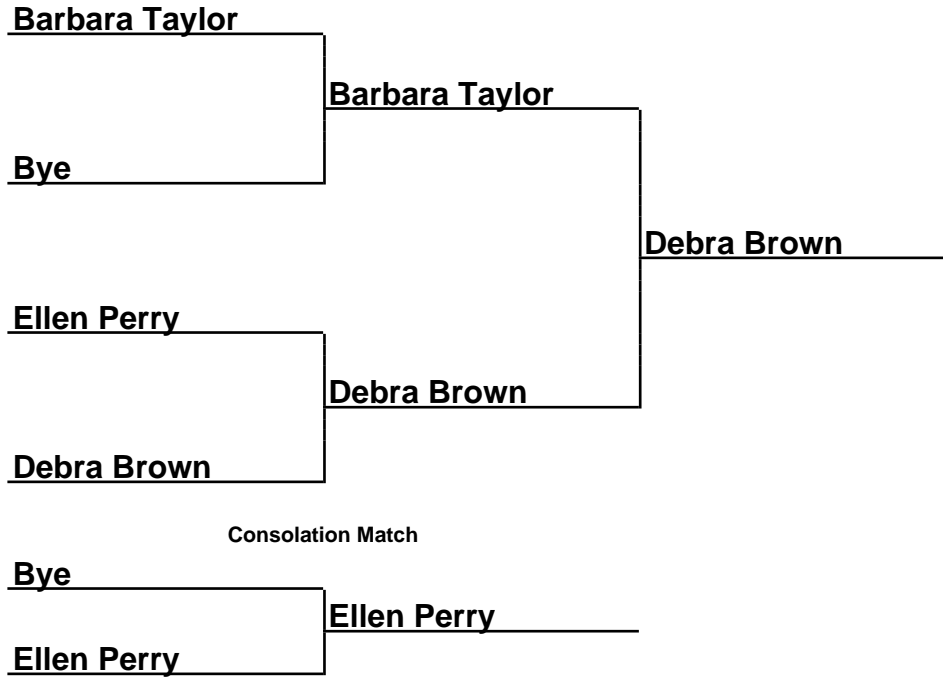 Barbara Taylor
Barbara Taylor
Bye
Debra Brown
Ellen Perry
Debra Brown
Debra Brown
Consolation Match
Bye
Ellen Perry
Ellen Perry